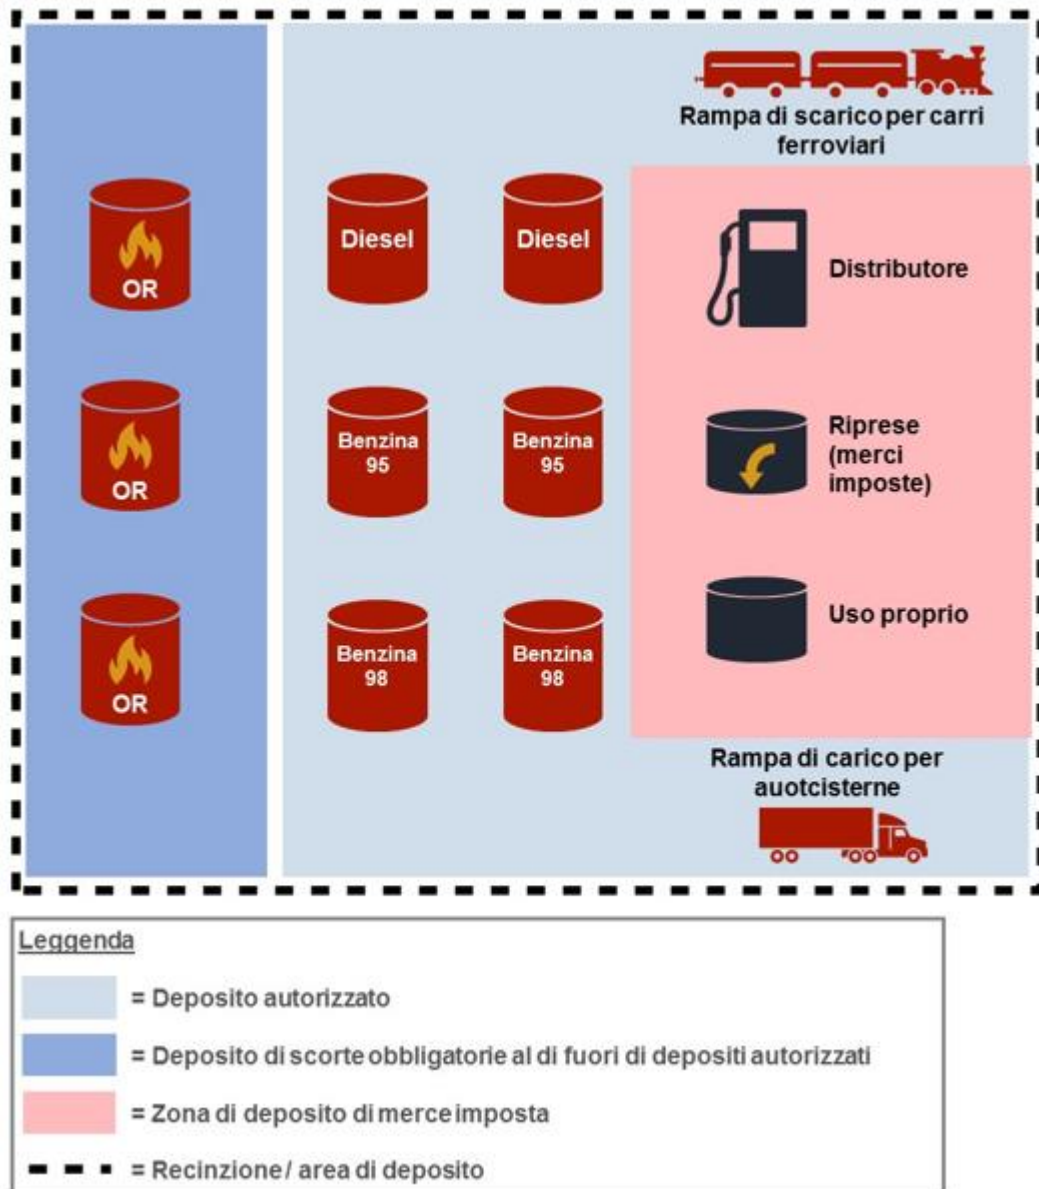 Rampa di scarico per carri
ferroviari
OR
Diesel
Diesel
Distributore
OR
Benzina
95
Benzina
95
Riprese
(merci
imposte)
OR
Benzina
98
Benzina
98
Uso proprio
Rampa di carico per
auotcisterne
Leggenda
= Deposito autorizzato
= Deposito di scorte obbligatorie al di fuori di depositi autorizzati
= Zona di deposito di merce imposta
= Recinzione / area di deposito